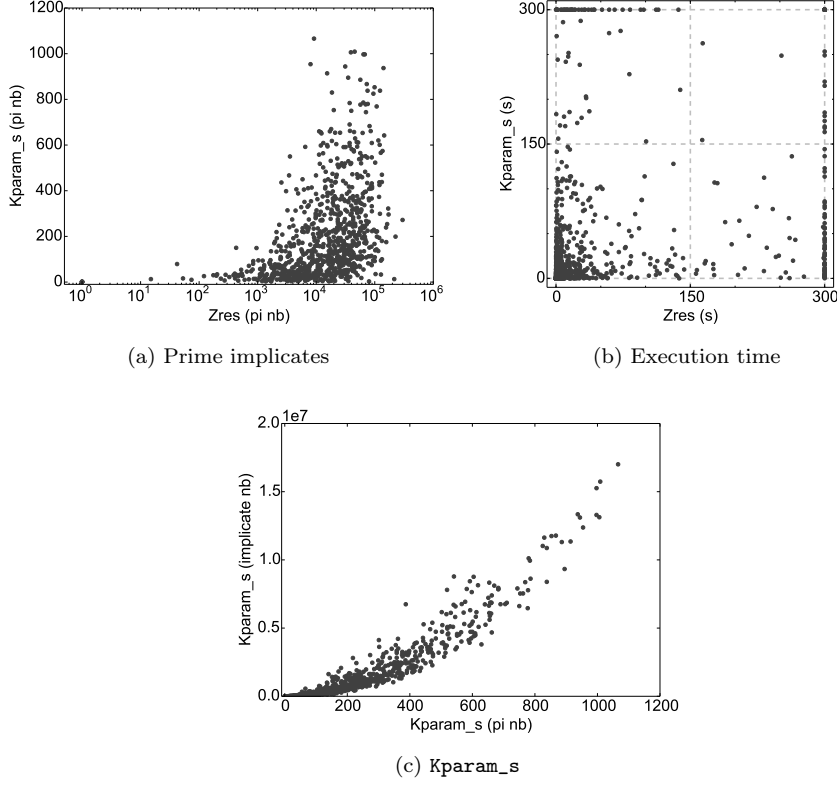 1200
1000
800
600
400
200
0
Kparam_s (pi nb)
10^0 10^1 10^2 10^3 10^4 10^5 10^6
Zres (pi nb)
(a) Prime implicates
300
150
0
Kparam_s (s)
0 150 300
Zres (s)
(b) Execution time
1e7
2.0
1.5
1.0
0.5
0.0
Kparam_s (implicate nb)
0 200 400 600 800 1000 1200
Kparam_s (pi nb)
(c) Kparam_s